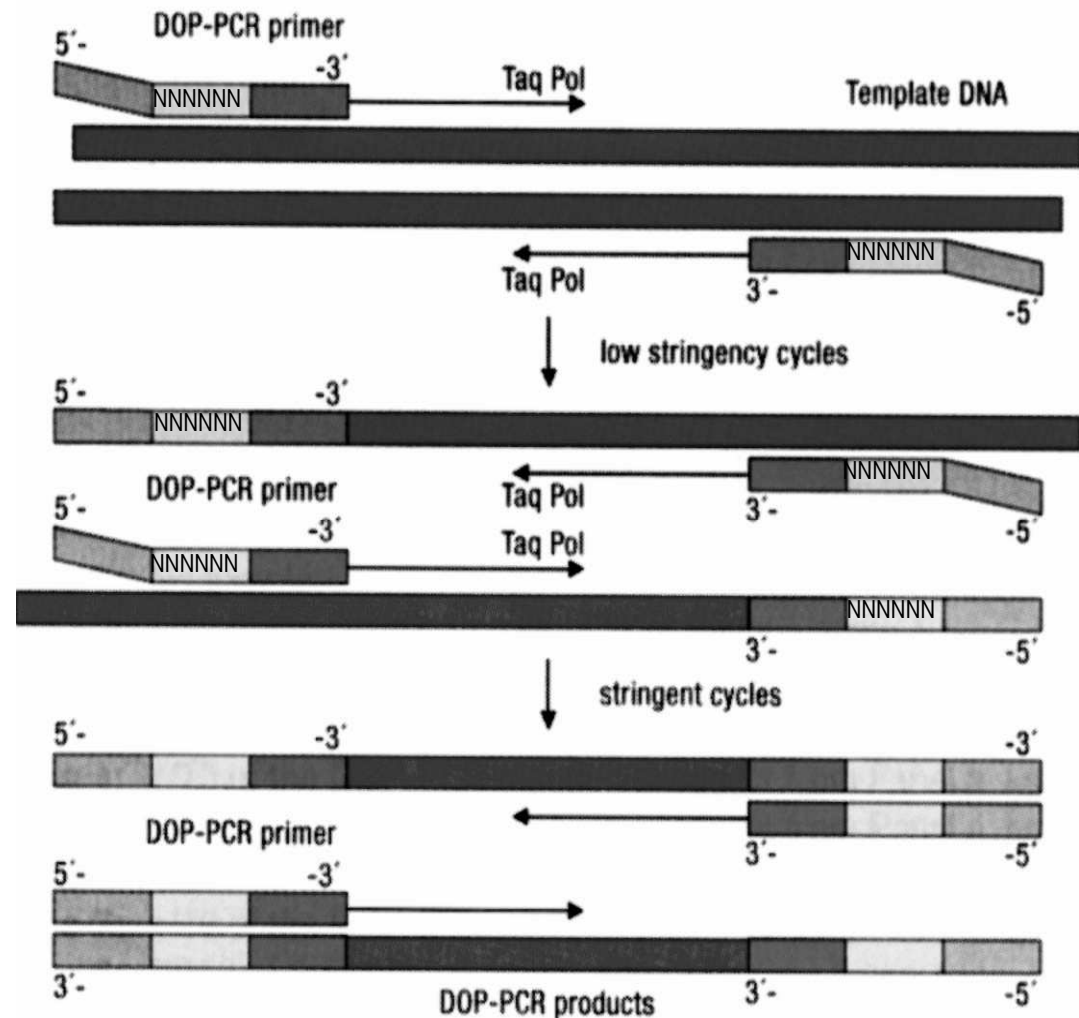 DOP-PCR primer
5´-
-3´
NNNNNN
Taq Pol
Template DNA
NNNNNN
Taq Pol
3´-
-5´
low stringency cycles
5´-
-3´
NNNNNN
NNNNNN
DOP-PCR primer
Taq Pol
3´-
5´-
-3´
-5´
Taq Pol
NNNNNN
NNNNNN
3´-
-5´
stringent cycles
5´-
-3´
-3´
DOP-PCR primer
3´-
-5´
5´-
-3´
3´-
DOP-PCR products
3´-
-5´